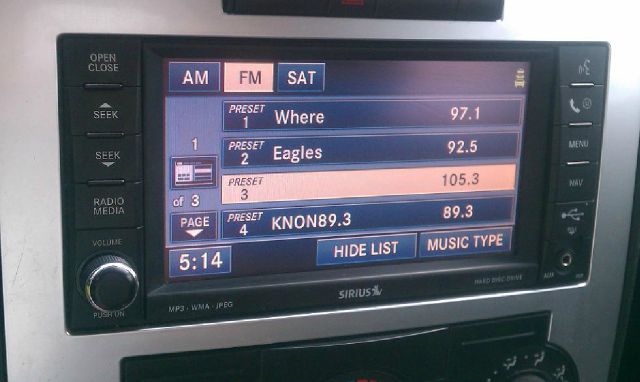 OPEN
CLOSE
SEEK
SEEK
RADIO
MEDIA
VOLUME
PUSH ON
AM FM SAT
PRESET 1 Where 97.1
PRESET 2 Eagles 92.5
PRESET 3 105.3
PRESET 4 KNON89.3 89.3
1
of 3
PAGE
5:14 HIDE LIST MUSIC TYPE
MP3 · WMA · JPEG SIRIUS HARD DISC DRIVE
MENU
NAV
AUX